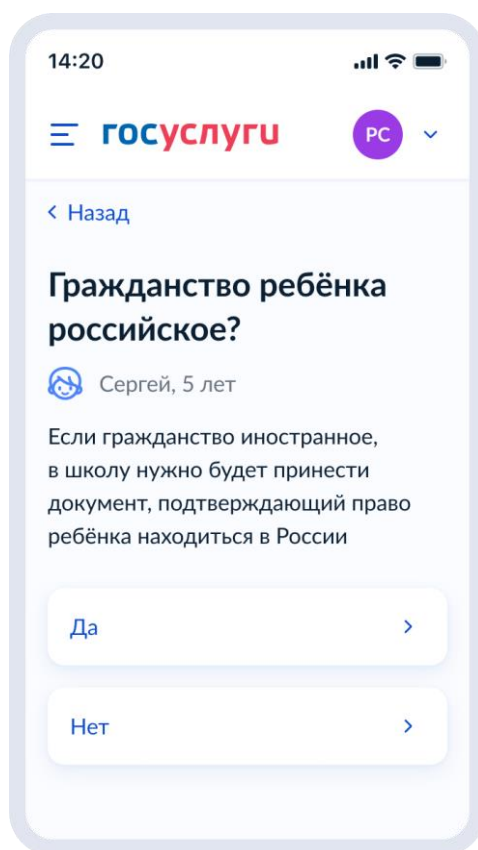 14:20
госуслуги
РС
Назад
Гражданство ребёнка
российское?
Сергей, 5 лет
Если гражданство иностранное,
в школу нужно будет принести
документ, подтверждающий право
ребёнка находиться в России
Да
Нет